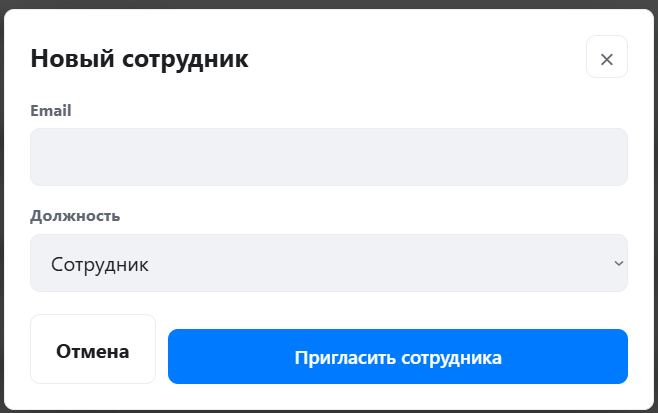 Новый сотрудник
Email
Должность
Сотрудник
Отмена
Пригласить сотрудника